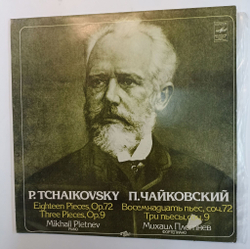 P. TCHAIKOVSKY
Eighteen Pieces, Op.72
Three Pieces, Op.9
Mikhail Pletnev
PIANO
П. ЧАЙКОВСКИЙ
Восемнадцать пьес, соч. 72
Три пьесы, соч. 9
Михаил Плетнев
ФОРТЕПИАНО